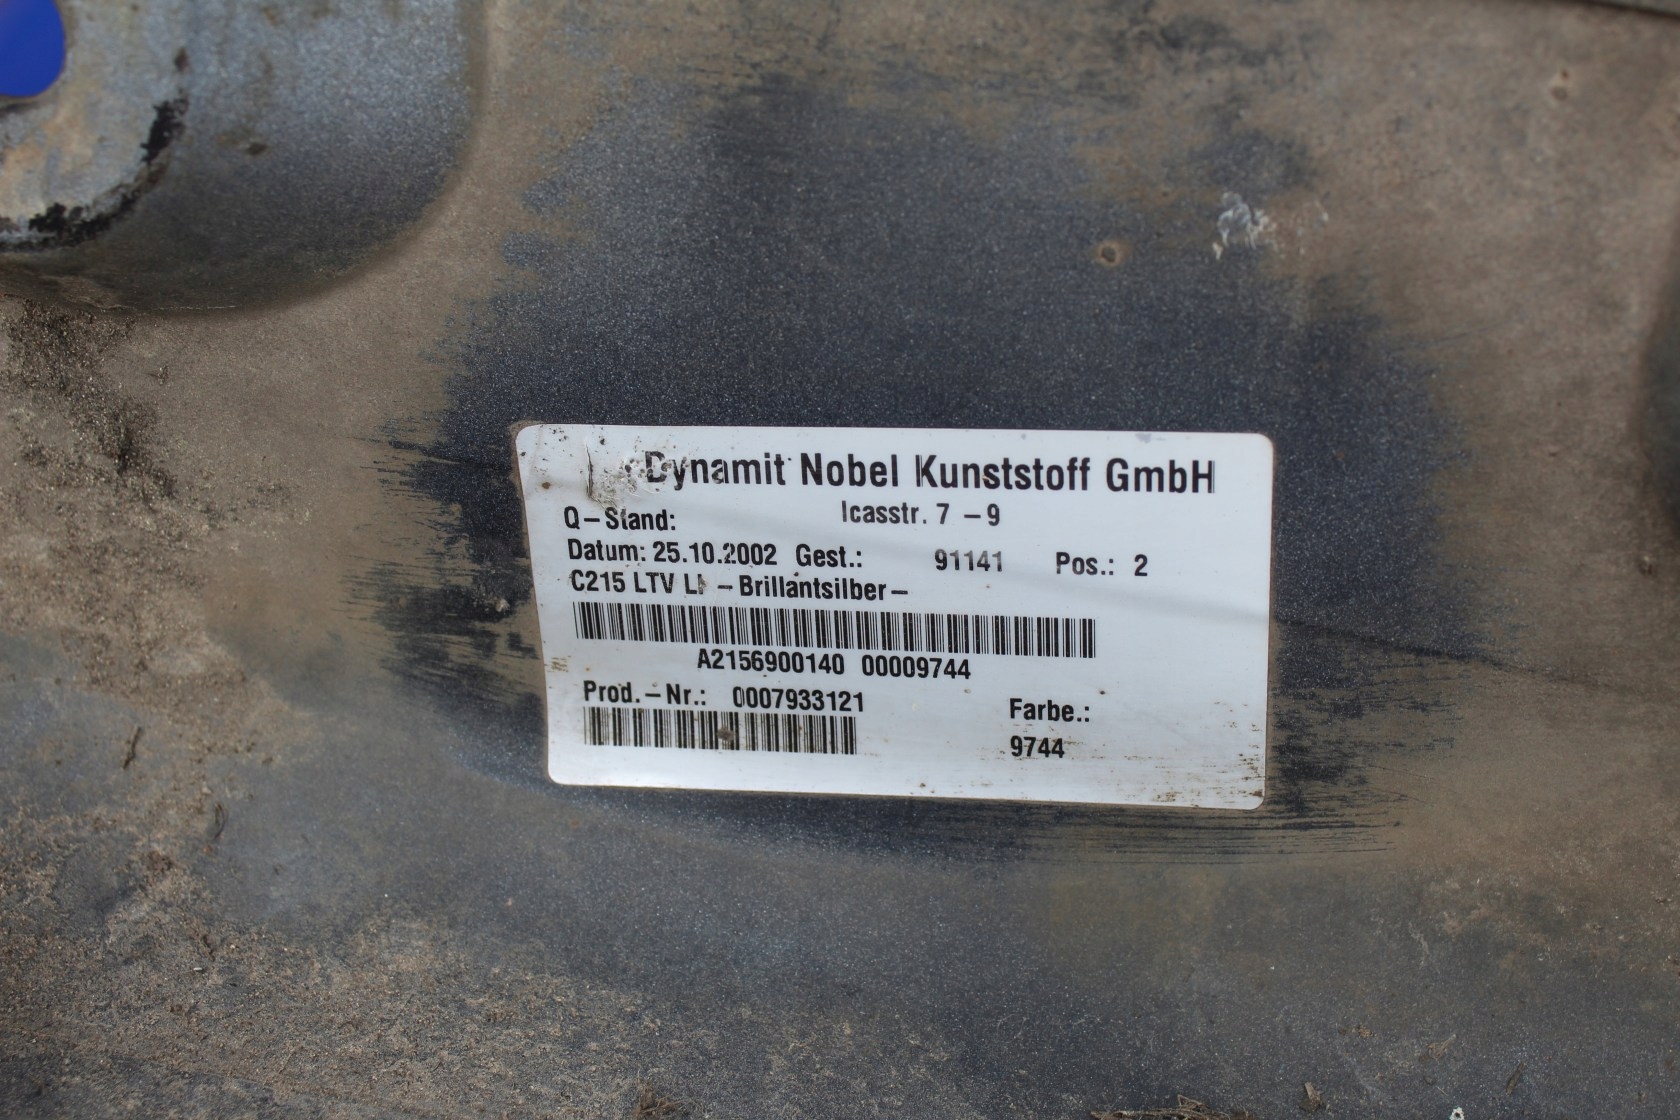 Dynamit Nobel Kunststoff GmbH
Icasstr. 7 – 9
Q – Stand:
Datum: 25.10.2002 Gest.: 91141 Pos.: 2
C215 LTV – Brillantsilber –
A2156900140 00009744
Prod. – Nr.: 0007933121
Farbe.:
9744